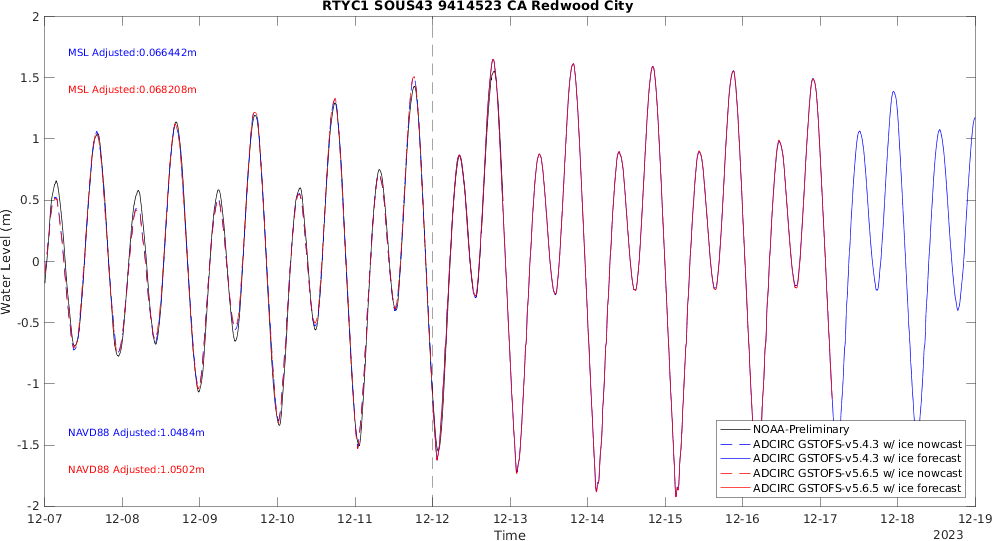 RTYC1 SOUS43 9414523 CA Redwood City
2
1.5
1
0.5
0
-0.5
-1
-1.5
-2
Water Level (m)
MSL Adjusted:0.066442m
MSL Adjusted:0.068208m
NAVD88 Adjusted:1.0484m
NAVD88 Adjusted:1.0502m
NOAA-Preliminary
ADCIRC GSTOFS-v5.4.3 w/ ice nowcast
ADCIRC GSTOFS-v5.4.3 w/ ice forecast
ADCIRC GSTOFS-v5.6.5 w/ ice nowcast
ADCIRC GSTOFS-v5.6.5 w/ ice forecast
12-07 12-08 12-09 12-10 12-11 12-12 12-13 12-14 12-15 12-16 12-17 12-18 12-19
Time
2023